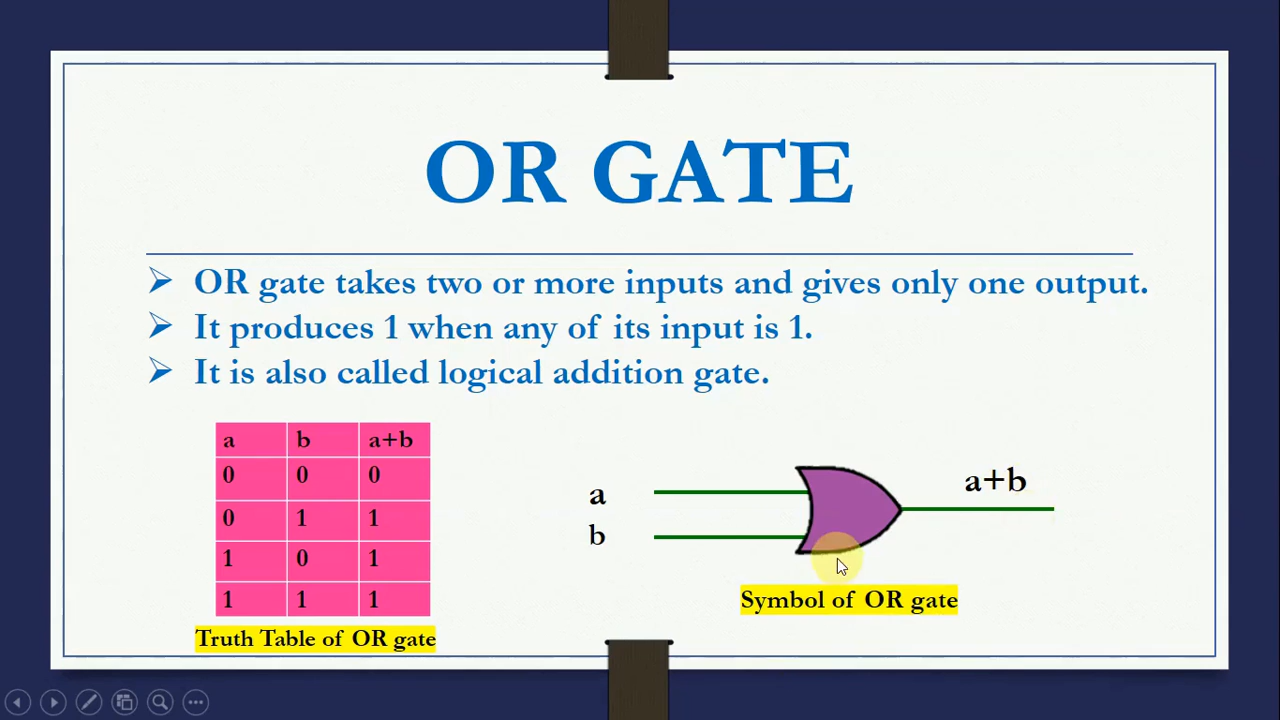 OR GATE
OR gate takes two or more inputs and gives only one output.
It produces 1 when any of its input is 1.
It is also called logical addition gate.
a b a+b
0 0 0
0 1 1
1 0 1
1 1 1
Truth Table of OR gate
a
b
a+b
Symbol of OR gate